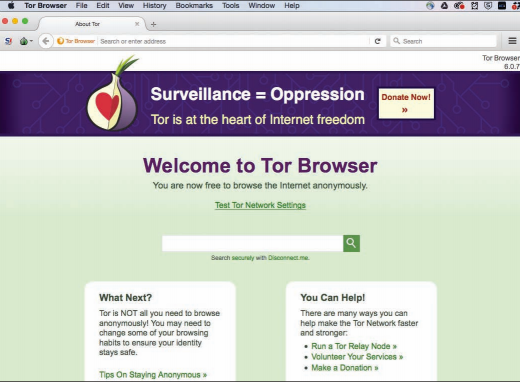 Tor Browser File Edit View History Bookmarks Tools Window Help
About Tor
Tor Browser Search or enter address
Search
Tor Browser
6.0.7
Surveillance = Oppression
Tor is at the heart of Internet freedom
Donate Now!
»
Welcome to Tor Browser
You are now free to browse the Internet anonymously.
Test Tor Network Settings
Search securely with Disconnect.me.
What Next?
Tor is NOT all you need to browse
anonymously! You may need to
change some of your browsing
habits to ensure your identity
stays safe.
Tips On Staying Anonymous »
You Can Help!
There are many ways you can
help make the Tor Network faster
and stronger:
• Run a Tor Relay Node »
• Volunteer Your Services »
• Make a Donation »